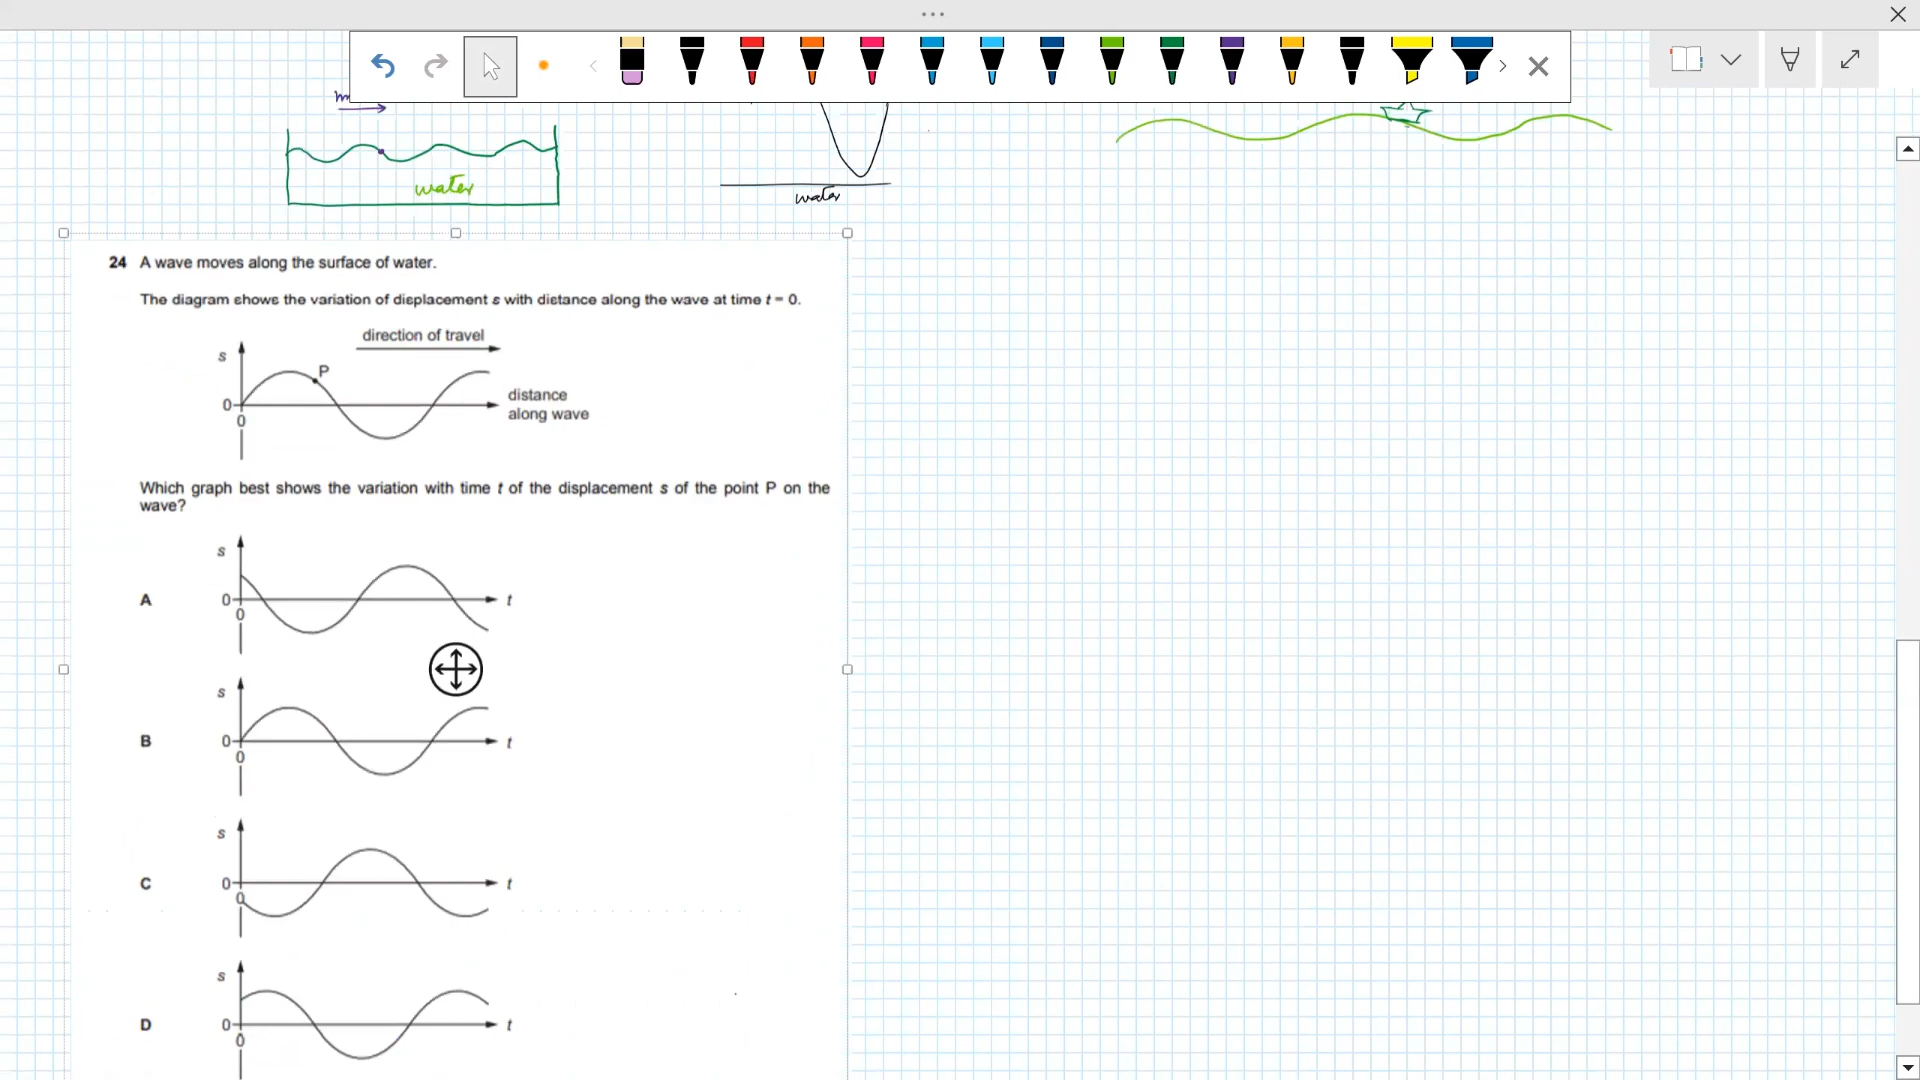 water
water
24 A wave moves along the surface of water.
The diagram shows the variation of displacement s with distance along the wave at time t = 0.
direction of travel
s
P
0
0
distance
along wave
Which graph best shows the variation with time t of the displacement s of the point P on the
wave?
s
A 0 t
0
s
B 0 t
0
s
C 0 t
0
s
D 0 t
0